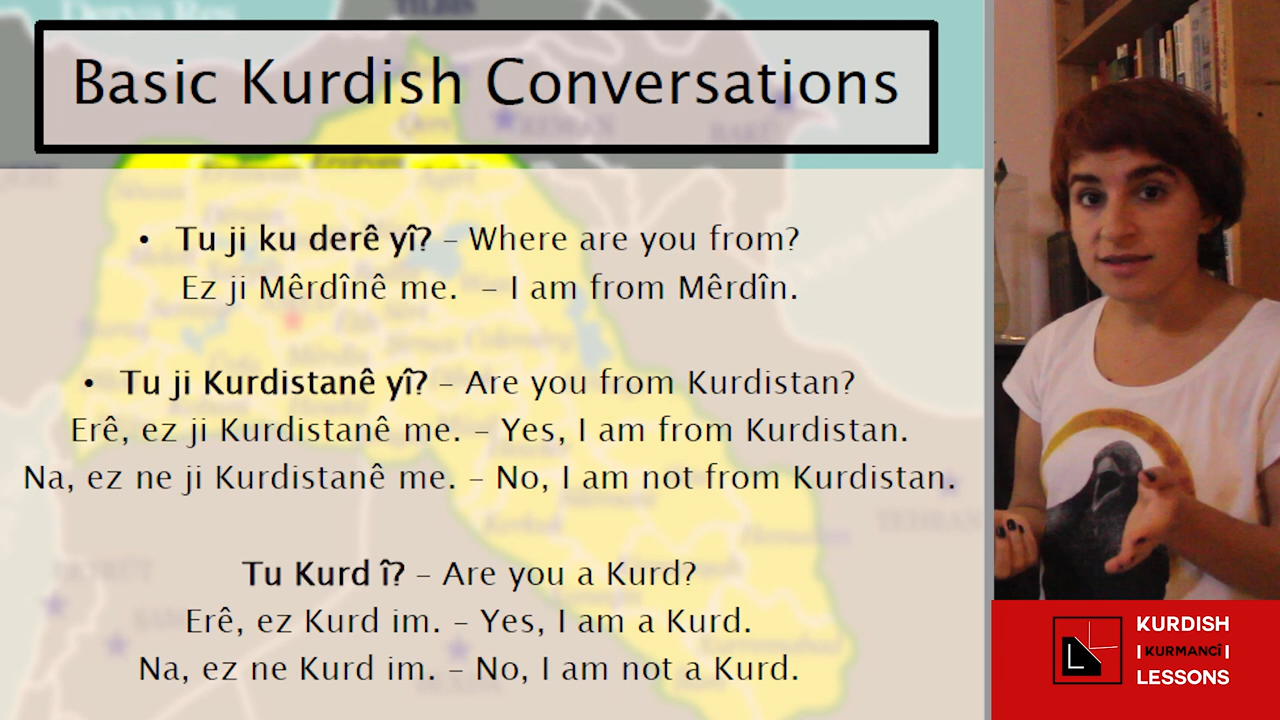 Basic Kurdish Conversations
• Tu ji ku derê yî? – Where are you from?
Ez ji Mêrdînê me. – I am from Mêrdîn.
• Tu ji Kurdistanê yî? – Are you from Kurdistan?
Erê, ez ji Kurdistanê me. – Yes, I am from Kurdistan.
Na, ez ne ji Kurdistanê me. – No, I am not from Kurdistan.
Tu Kurd î? – Are you a Kurd?
Erê, ez Kurd im. – Yes, I am a Kurd.
Na, ez ne Kurd im. – No, I am not a Kurd.
KURDISH
| KURMANCî |
LESSONS